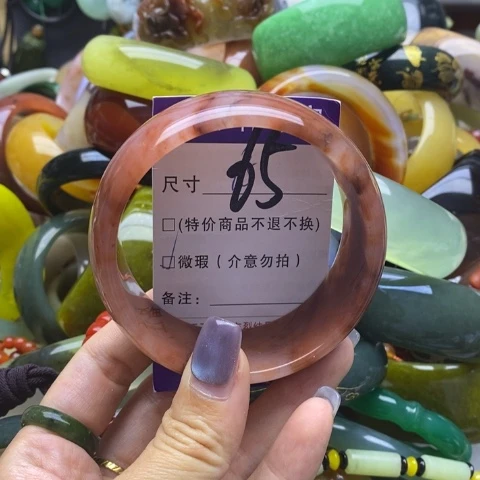 尺寸 65
□(特价商品不退不换)
☑微瑕(介意勿拍)
备注: